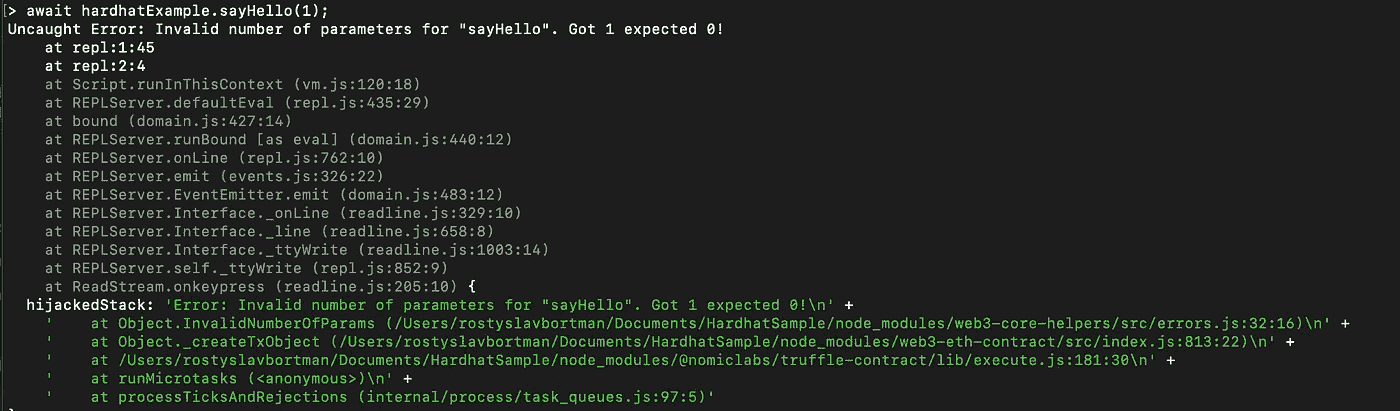 [> await hardhatExample.sayHello(1);
Uncaught Error: Invalid number of parameters for "sayHello". Got 1 expected 0!
    at repl:1:45
    at repl:2:4
    at Script.runInThisContext (vm.js:120:18)
    at REPLServer.defaultEval (repl.js:435:29)
    at bound (domain.js:427:14)
    at REPLServer.runBound [as eval] (domain.js:440:12)
    at REPLServer.onLine (repl.js:762:10)
    at REPLServer.emit (events.js:326:22)
    at REPLServer.EventEmitter.emit (domain.js:483:12)
    at REPLServer.Interface._onLine (readline.js:329:10)
    at REPLServer.Interface._line (readline.js:658:8)
    at REPLServer.Interface._ttyWrite (readline.js:1003:14)
    at REPLServer.self._ttyWrite (repl.js:852:9)
    at ReadStream.onkeypress (readline.js:205:10) {
  hijackedStack: 'Error: Invalid number of parameters for "sayHello". Got 1 expected 0!\n' +
    '    at Object.InvalidNumberOfParams (/Users/rostyslavbortman/Documents/HardhatSample/node_modules/web3-core-helpers/src/errors.js:32:16)\n' +
    '    at Object._createTxObject (/Users/rostyslavbortman/Documents/HardhatSample/node_modules/web3-eth-contract/src/index.js:813:22)\n' +
    '    at /Users/rostyslavbortman/Documents/HardhatSample/node_modules/@nomiclabs/truffle-contract/lib/execute.js:181:30\n' +
    '    at runMicrotasks (<anonymous>)\n' +
    '    at processTicksAndRejections (internal/process/task_queues.js:97:5)'